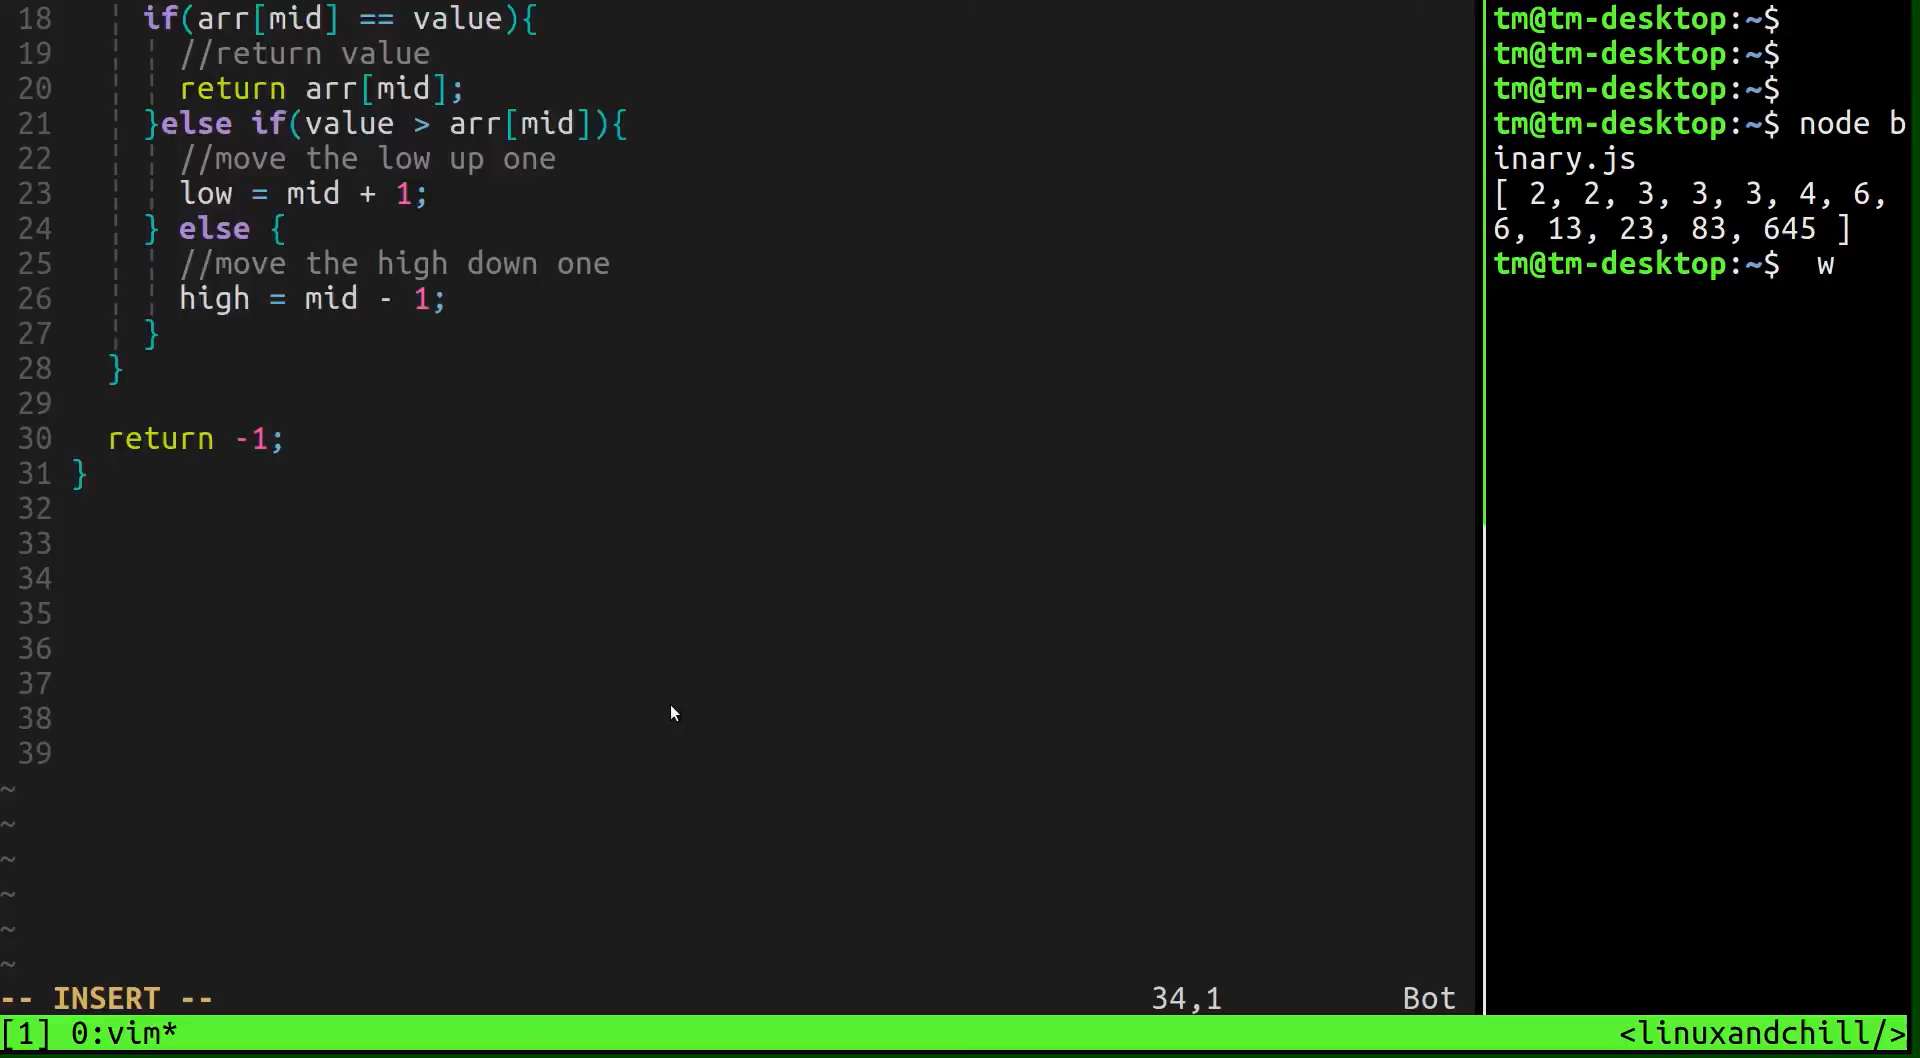 18     if(arr[mid] == value){
19       //return value
20       return arr[mid];
21     }else if(value > arr[mid]){
22       //move the low up one
23       low = mid + 1;
24     } else {
25       //move the high down one
26       high = mid - 1;
27     }
28   }
29
30   return -1;
31 }
32
33
34
35
36
37
38
39
~
~
~
~
~
~
-- INSERT --    34,1    Bot
tm@tm-desktop:~$
tm@tm-desktop:~$
tm@tm-desktop:~$
tm@tm-desktop:~$ node b
inary.js
[ 2, 2, 3, 3, 3, 4, 6,
6, 13, 23, 83, 645 ]
tm@tm-desktop:~$  w
[1] 0:vim*    <linuxandchill/>